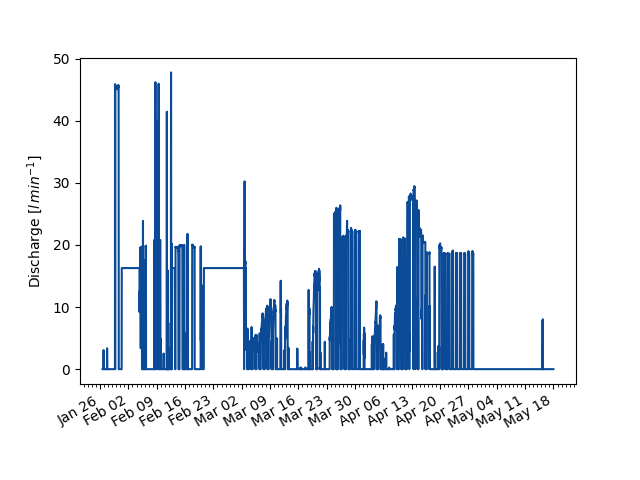 50
40
30
20
10
0
Discharge [l min⁻¹]
Jan 26
Feb 02
Feb 09
Feb 16
Feb 23
Mar 02
Mar 09
Mar 16
Mar 23
Mar 30
Apr 06
Apr 13
Apr 20
Apr 27
May 04
May 11
May 18